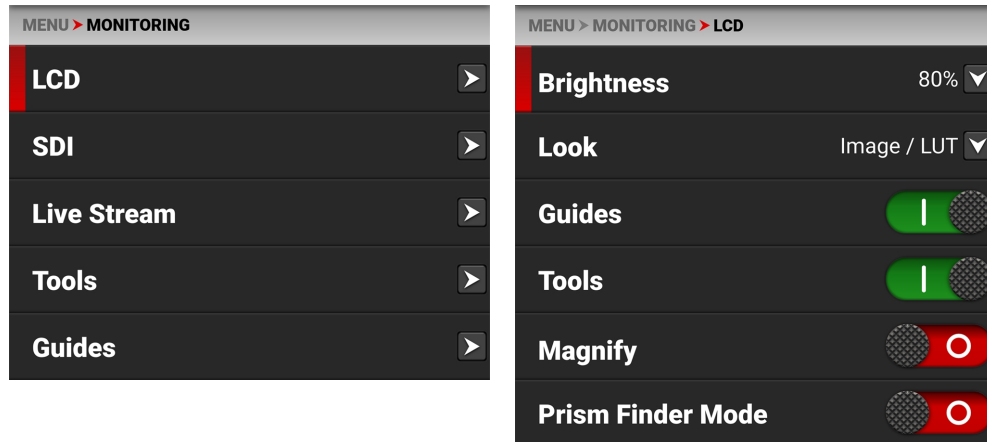 MENU > MONITORING
LCD
SDI
Live Stream
Tools
Guides
MENU > MONITORING > LCD
Brightness 80%
Look Image / LUT
Guides
Tools
Magnify
Prism Finder Mode